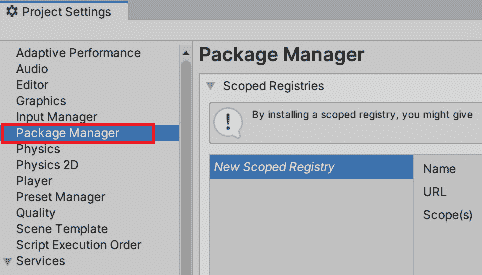 Project Settings
Adaptive Performance
Audio
Editor
Graphics
Input Manager
Package Manager
Physics
Physics 2D
Player
Preset Manager
Quality
Scene Template
Script Execution Order
Services
Package Manager
Scoped Registries
By installing a scoped registry, you might give
New Scoped Registry
Name
URL
Scope(s)